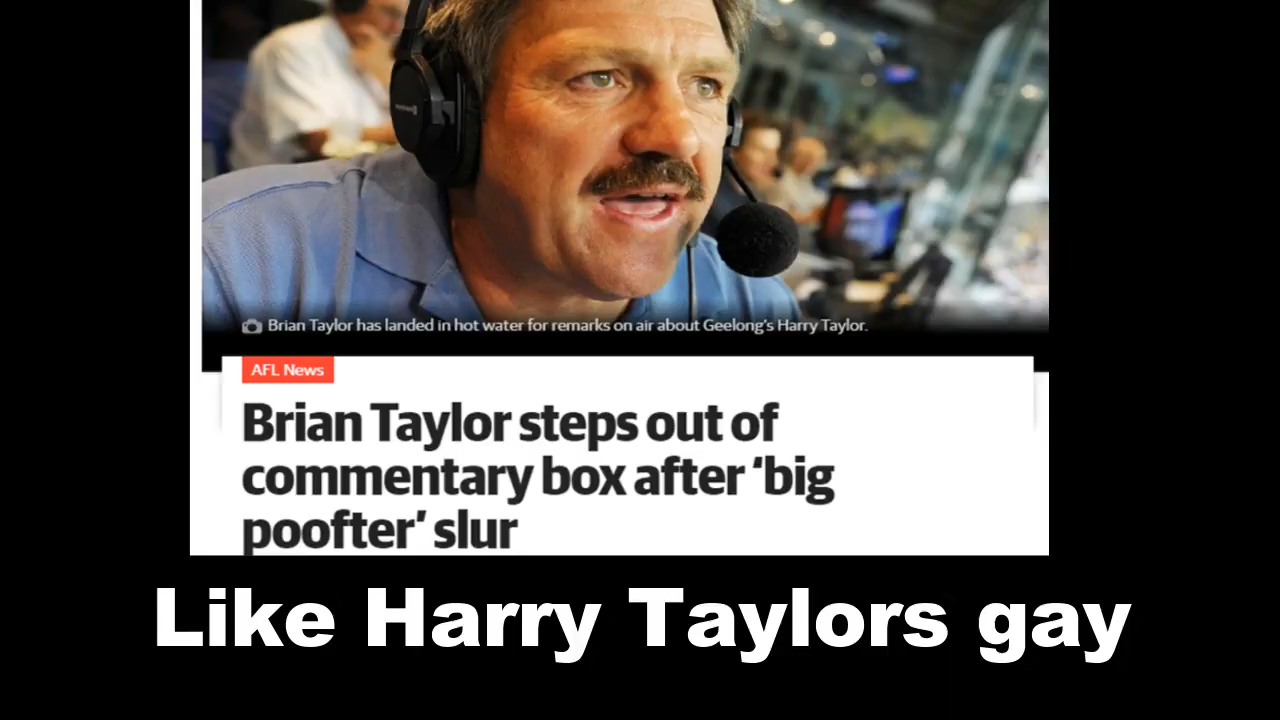 Brian Taylor has landed in hot water for remarks on air about Geelong's Harry Taylor.
AFL News
Brian Taylor steps out of
commentary box after ‘big
poofter’ slur
Like Harry Taylors gay